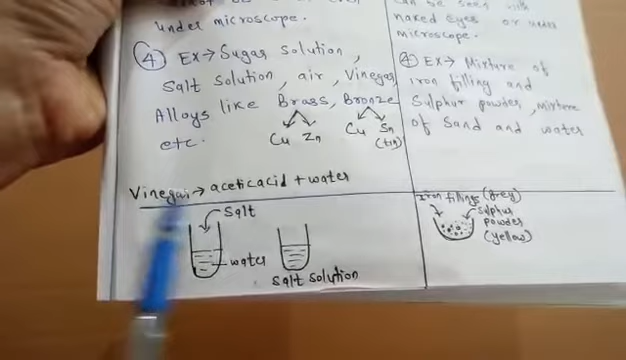 under microscope.
④ Ex→ Sugar solution,
Salt solution, air, Vinegar,
Alloys like Brass, Bronze
Cu Zn Cu Sn
(tin)
etc.
Vinegar→ acetic acid + water
Salt
water
Salt solution
can be seen with
naked eyes or under
microscope.
④ Ex→ Mixture of
iron filling and
Sulphur powder, mixture
of sand and water
iron fillings (grey)
Sulphur
powder
(yellow)